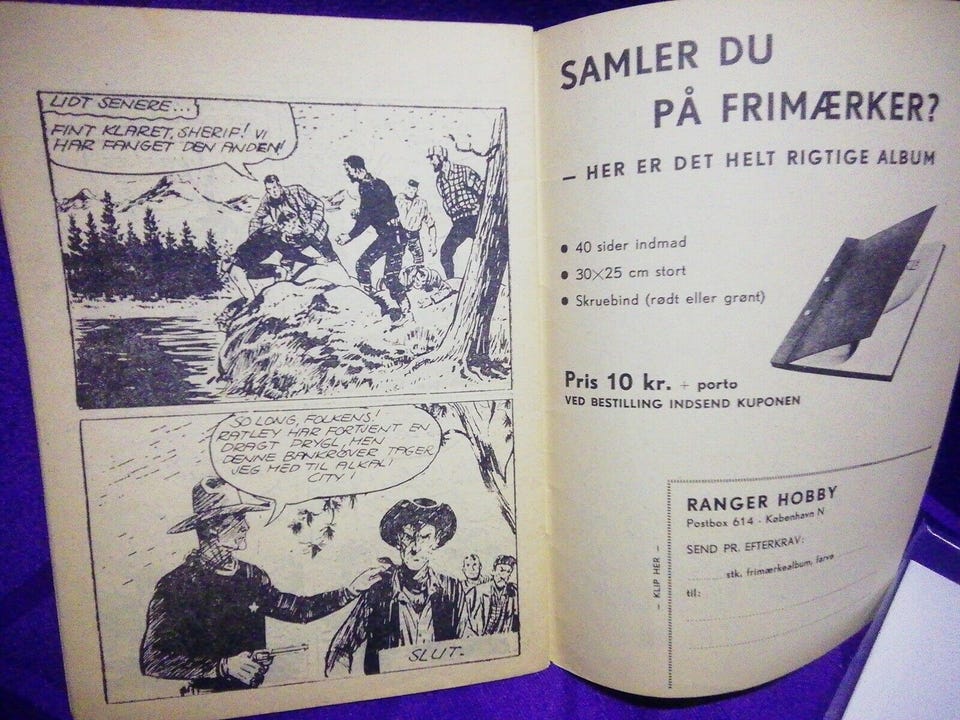 LIDT SENERE...
FINT KLARET, SHERIF! VI
HAR FANGET DEN ANDEN!
SO LONG, FOLKENS!
RATLEY HAR FORTJENT EN
DRAGT PRYGL, MEN
DENNE BANKRØVER TAGER
JEG MED TIL ALKALI
CITY!
SLUT.
SAMLER DU
PÅ FRIMÆRKER?
— HER ER DET HELT RIGTIGE ALBUM
• 40 sider indmad
• 30×25 cm stort
• Skruebind (rødt eller grønt)
Pris 10 kr. + porto
VED BESTILLING INDSEND KUPONEN
— KLIP HER —
RANGER HOBBY
Postbox 614 - København N
SEND PR. EFTERKRAV:
stk. frimærkealbum, farve
til: